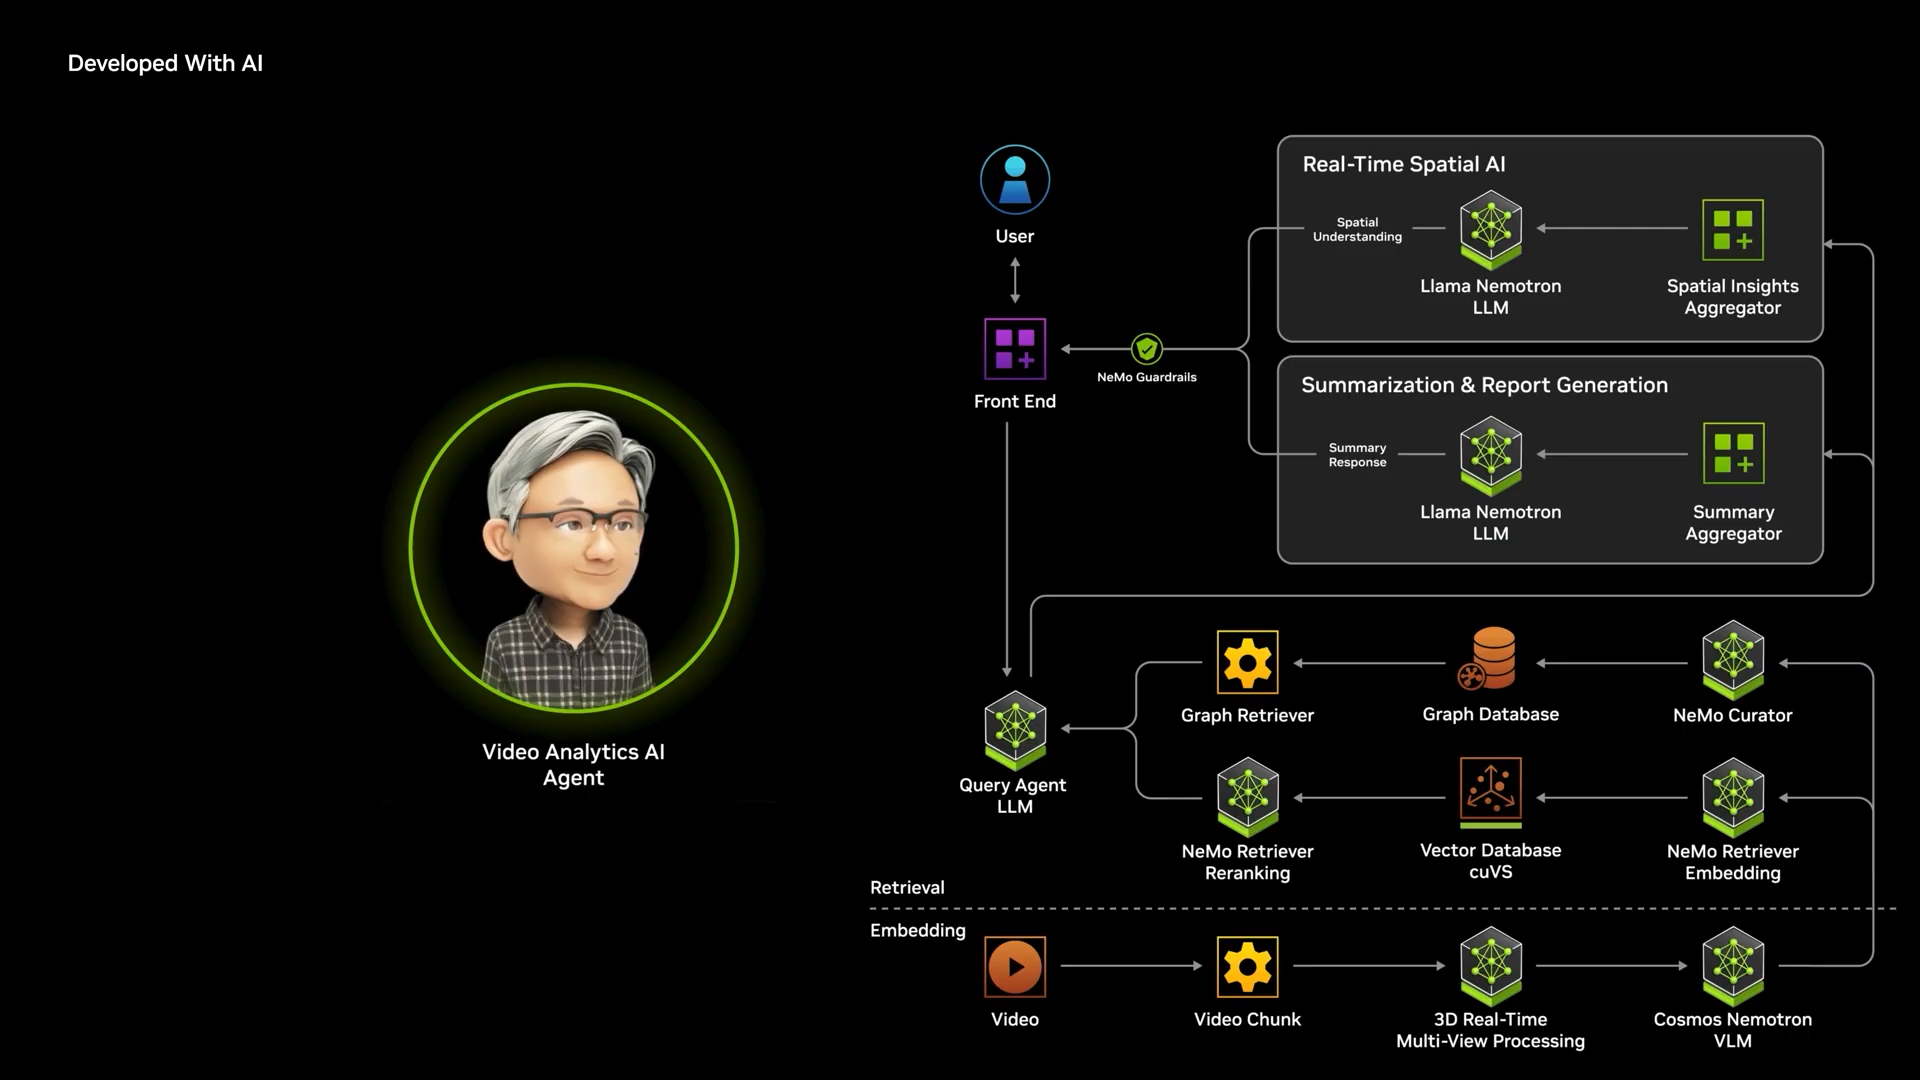 Developed With AI
Video Analytics AI
Agent
User
Front End
NeMo Guardrails
Real-Time Spatial AI
Spatial
Understanding
Llama Nemotron
LLM
Spatial Insights
Aggregator
Summarization & Report Generation
Summary
Response
Llama Nemotron
LLM
Summary
Aggregator
Query Agent
LLM
Graph Retriever
Graph Database
NeMo Curator
NeMo Retriever
Reranking
Vector Database
cuVS
NeMo Retriever
Embedding
Retrieval
Embedding
Video
Video Chunk
3D Real-Time
Multi-View Processing
Cosmos Nemotron
VLM